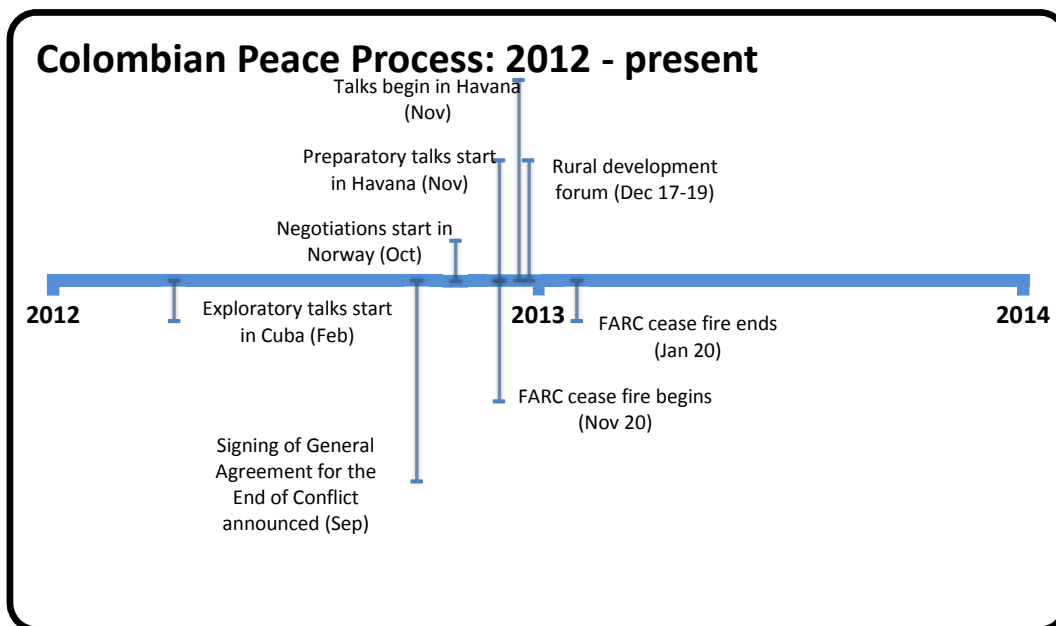 Colombian Peace Process: 2012 - present
Talks begin in Havana
(Nov)
Preparatory talks start
in Havana (Nov)
Rural development
forum (Dec 17-19)
Negotiations start in
Norway (Oct)
2012
Exploratory talks start
in Cuba (Feb)
2013
FARC cease fire ends
(Jan 20)
2014
FARC cease fire begins
(Nov 20)
Signing of General
Agreement for the
End of Conflict
announced (Sep)